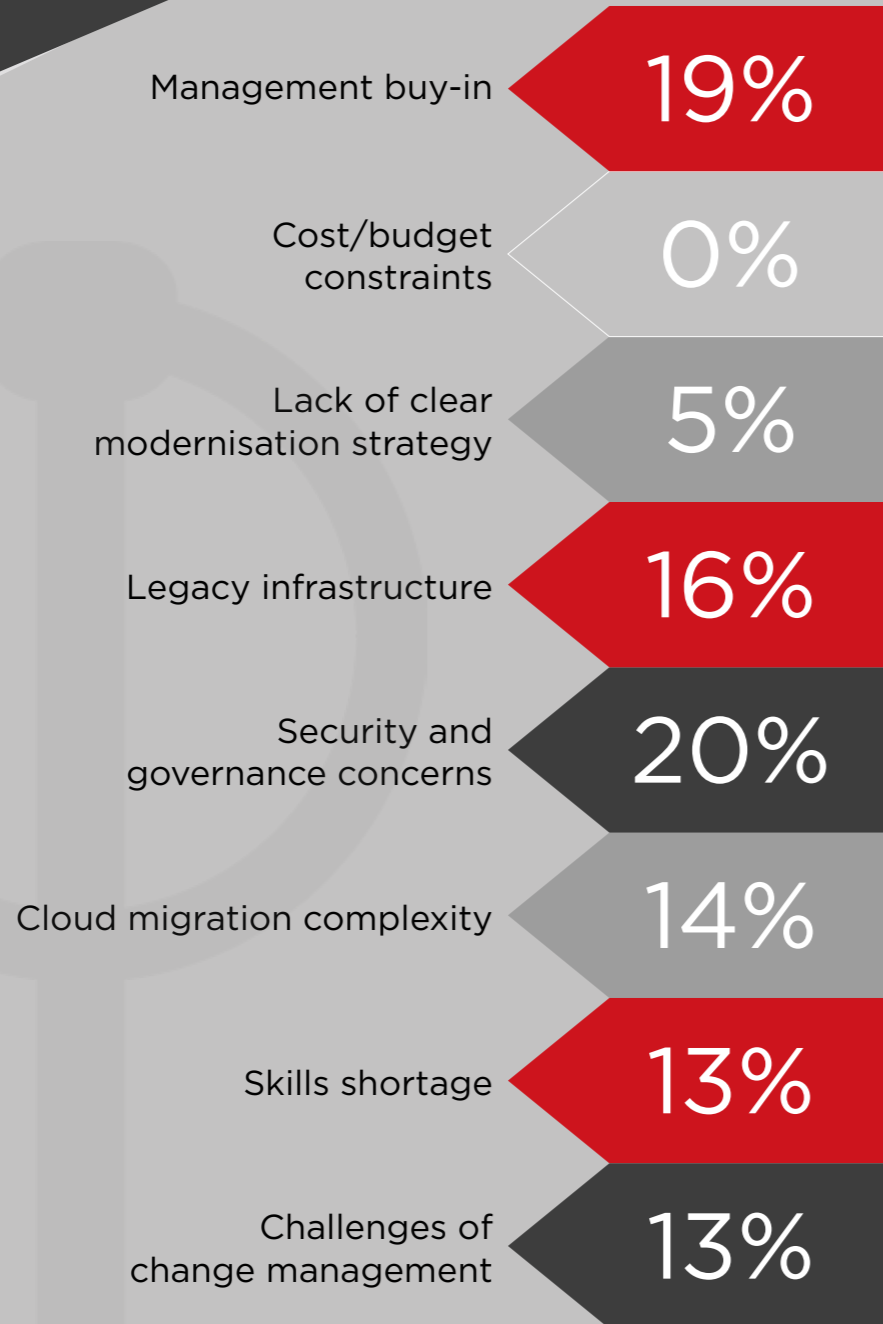 Management buy-in 19%
Cost/budget
constraints 0%
Lack of clear
modernisation strategy 5%
Legacy infrastructure 16%
Security and
governance concerns 20%
Cloud migration complexity 14%
Skills shortage 13%
Challenges of
change management 13%